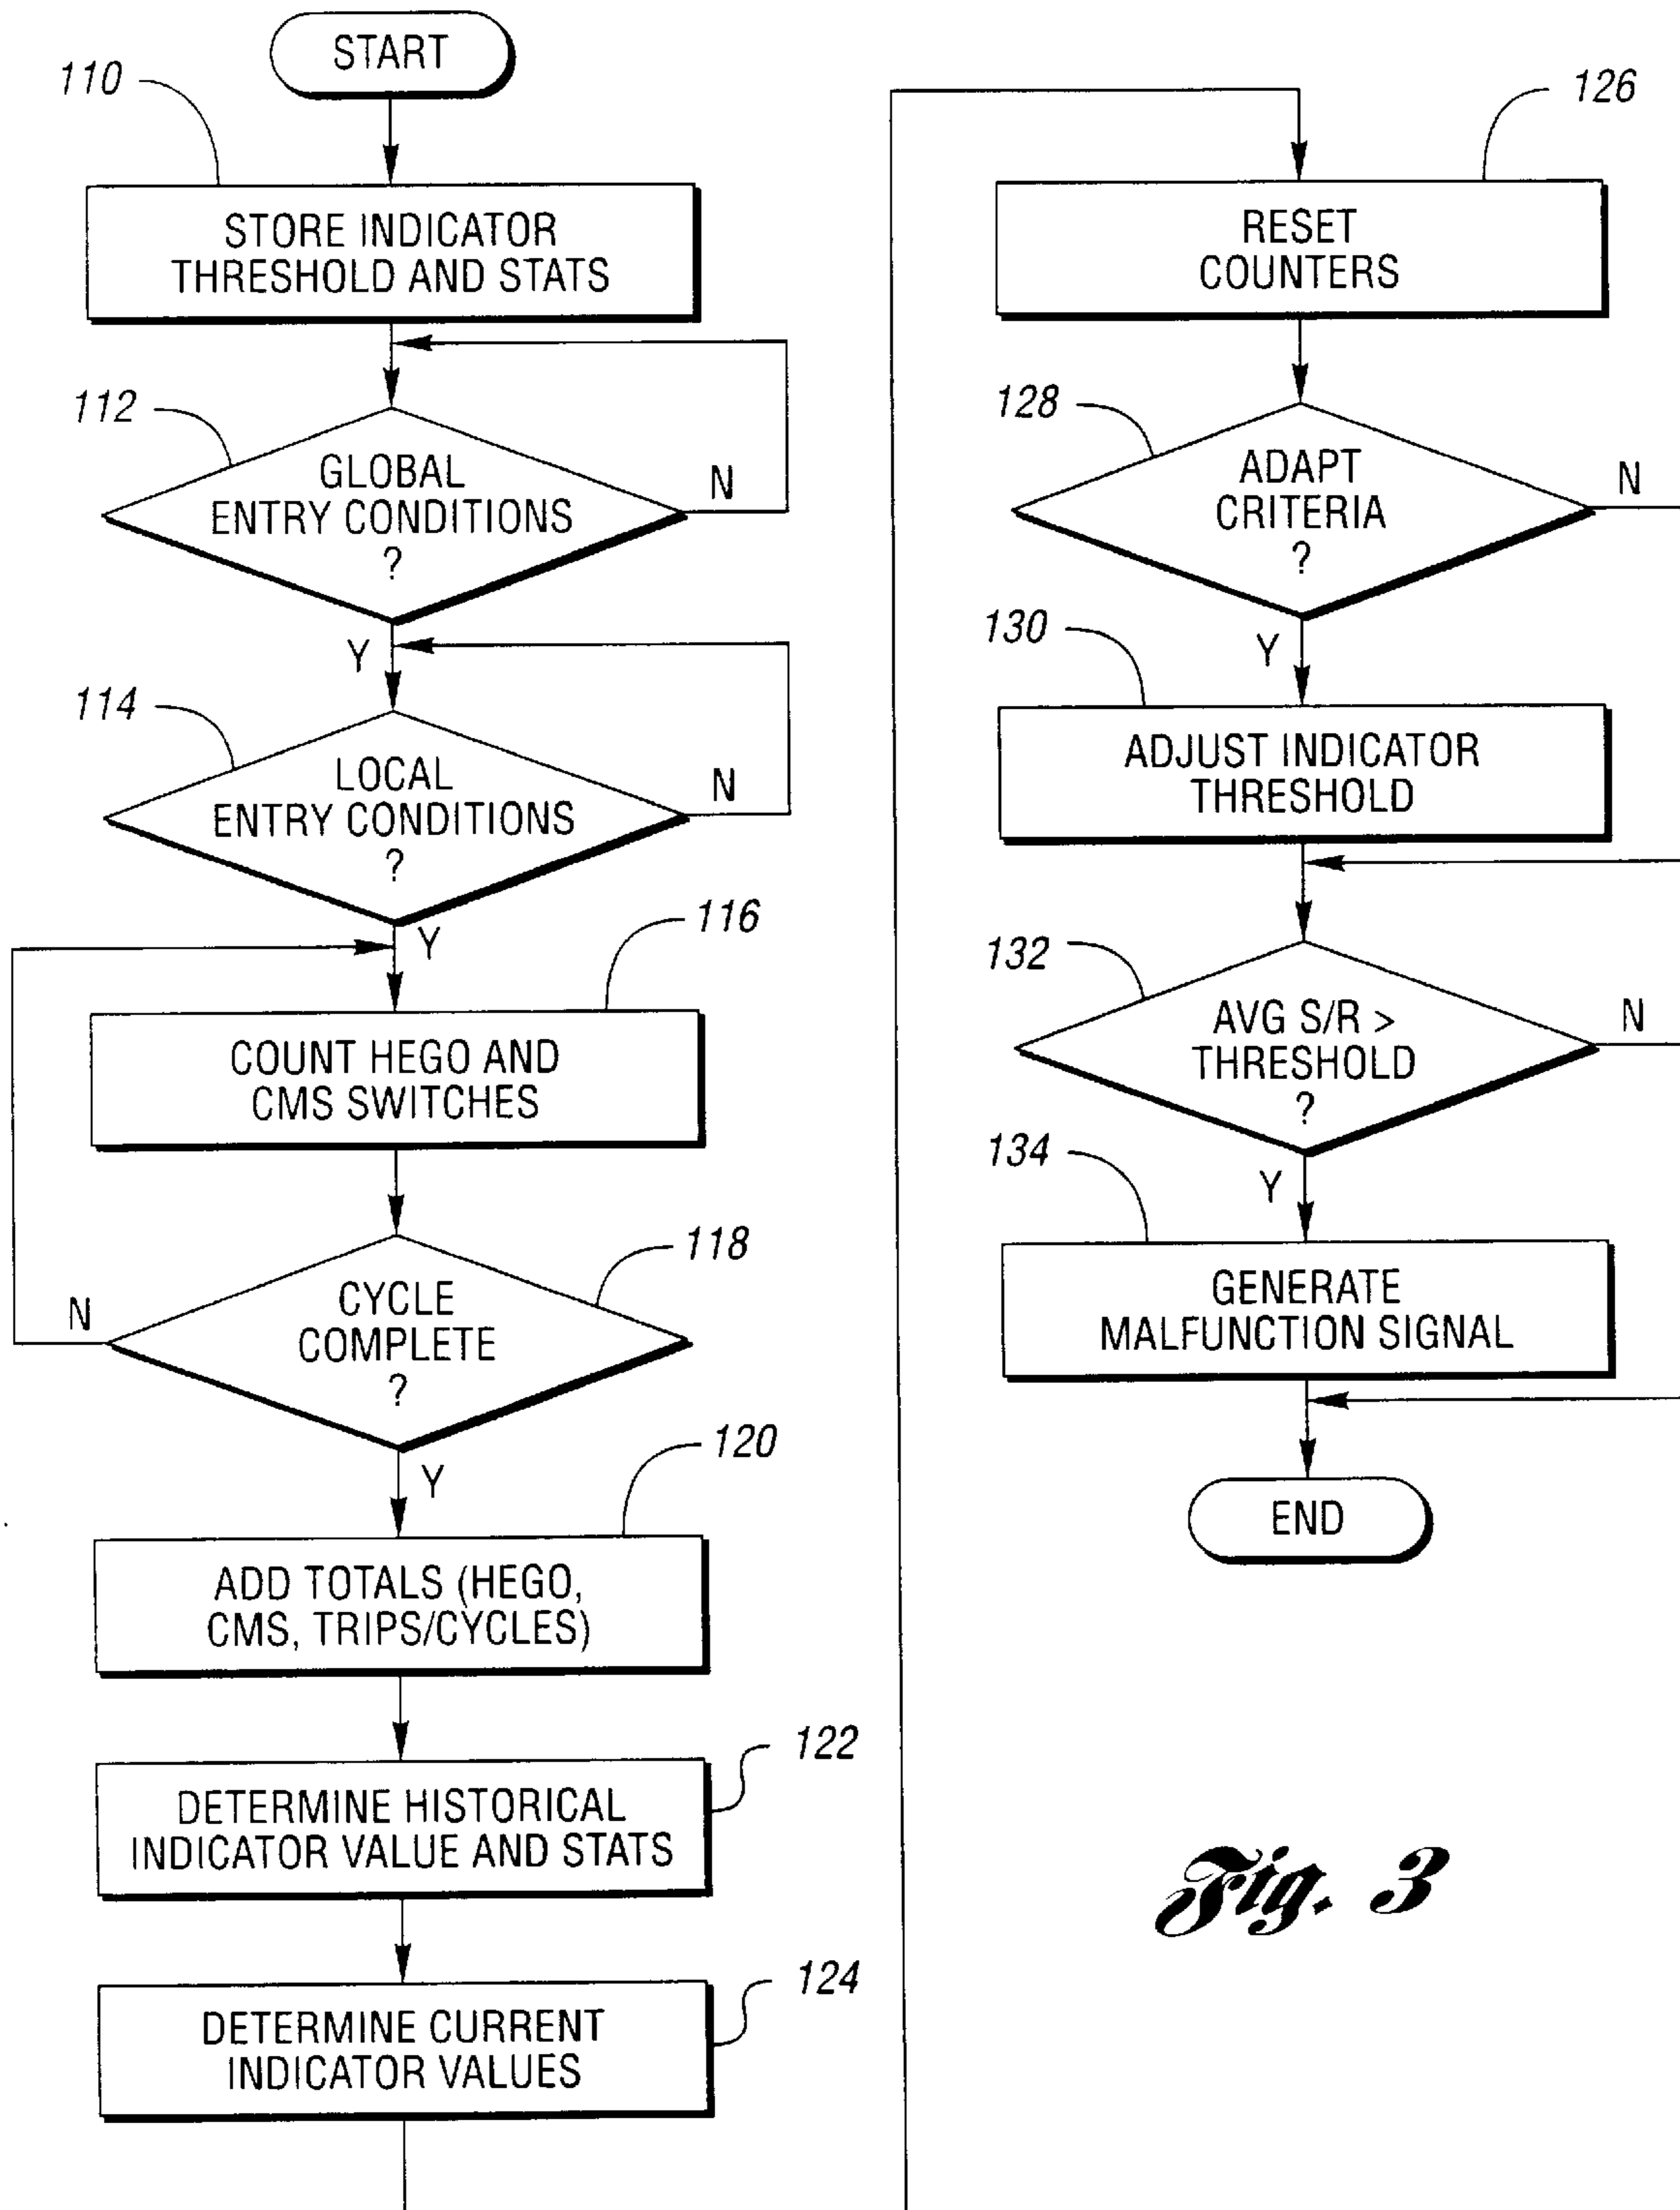 START
110
STORE INDICATOR
THRESHOLD AND STATS
112
GLOBAL
ENTRY CONDITIONS
?
N
Y
114
LOCAL
ENTRY CONDITIONS
?
N
Y
116
COUNT HEGO AND
CMS SWITCHES
118
CYCLE
COMPLETE
?
N
Y
120
ADD TOTALS (HEGO,
CMS, TRIPS/CYCLES)
122
DETERMINE HISTORICAL
INDICATOR VALUE AND STATS
124
DETERMINE CURRENT
INDICATOR VALUES
126
RESET
COUNTERS
128
ADAPT
CRITERIA
?
N
Y
130
ADJUST INDICATOR
THRESHOLD
132
AVG S/R >
THRESHOLD
?
N
Y
134
GENERATE
MALFUNCTION SIGNAL
END
Fig. 3